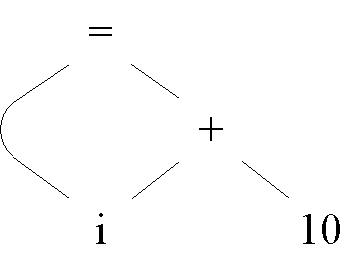 =
+
i 10